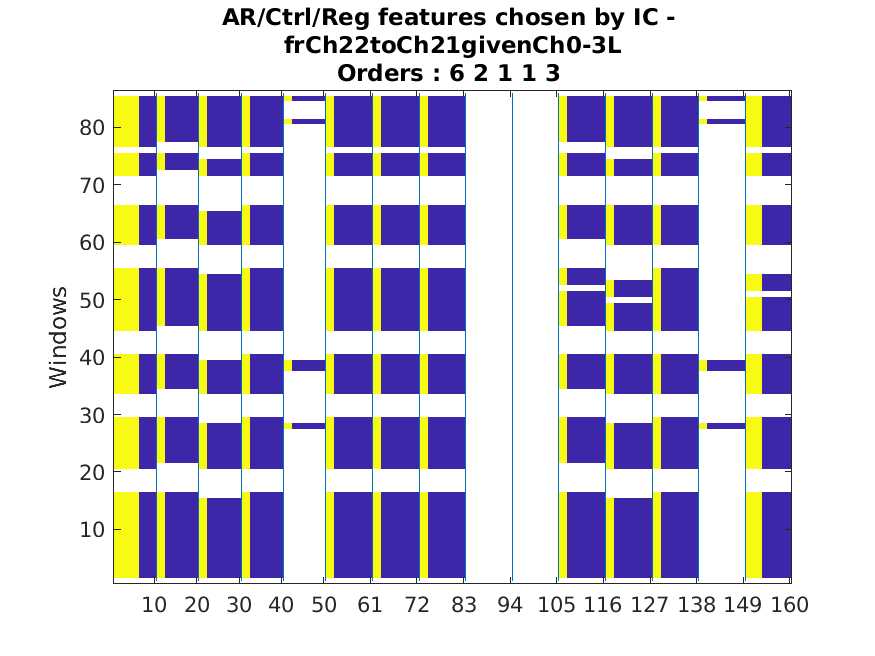 AR/Ctrl/Reg features chosen by IC -
frCh22toCh21givenCh0-3L
Orders : 6 2 1 1 3
80
70
60
50
40
30
20
10
Windows
10 20 30 40 50 61 72 83 94 105 116 127 138 149 160